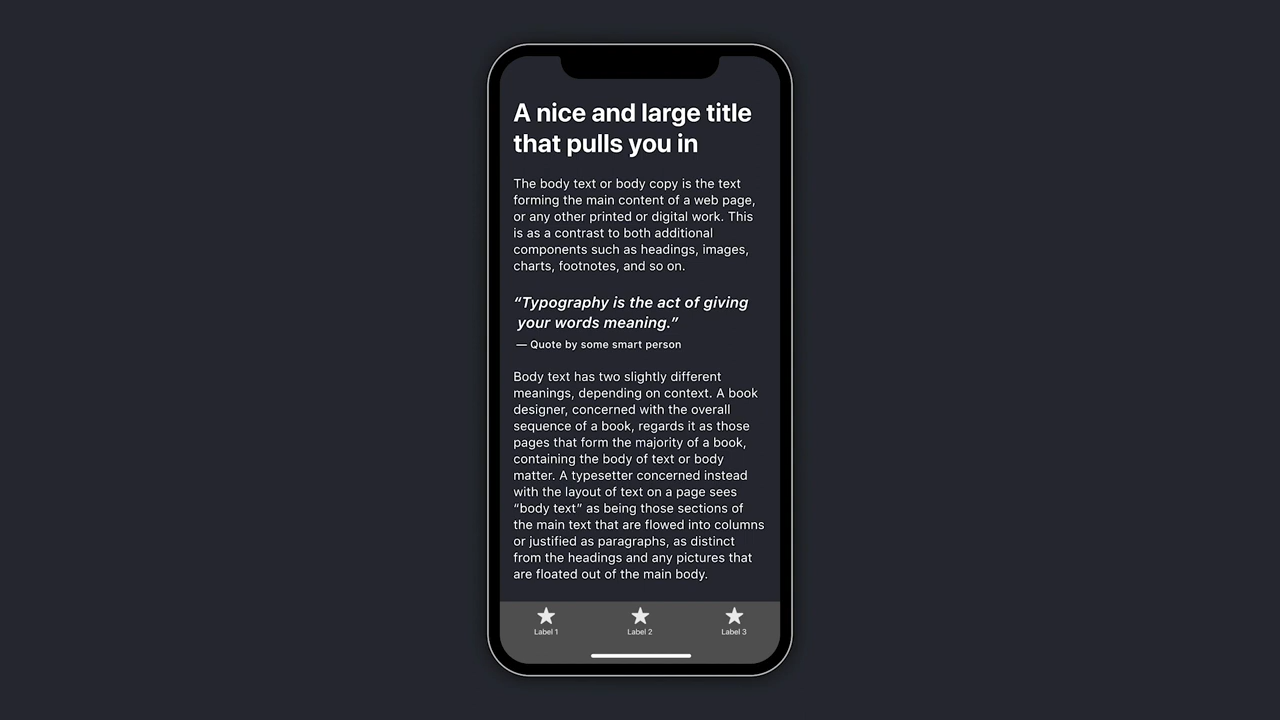 A nice and large title
that pulls you in
The body text or body copy is the text
forming the main content of a web page,
or any other printed or digital work. This
is as a contrast to both additional
components such as headings, images,
charts, footnotes, and so on.
“Typography is the act of giving
your words meaning.”
— Quote by some smart person
Body text has two slightly different
meanings, depending on context. A book
designer, concerned with the overall
sequence of a book, regards it as those
pages that form the majority of a book,
containing the body of text or body
matter. A typesetter concerned instead
with the layout of text on a page sees
“body text” as being those sections of
the main text that are flowed into columns
or justified as paragraphs, as distinct
from the headings and any pictures that
are floated out of the main body.
Label 1 Label 2 Label 3